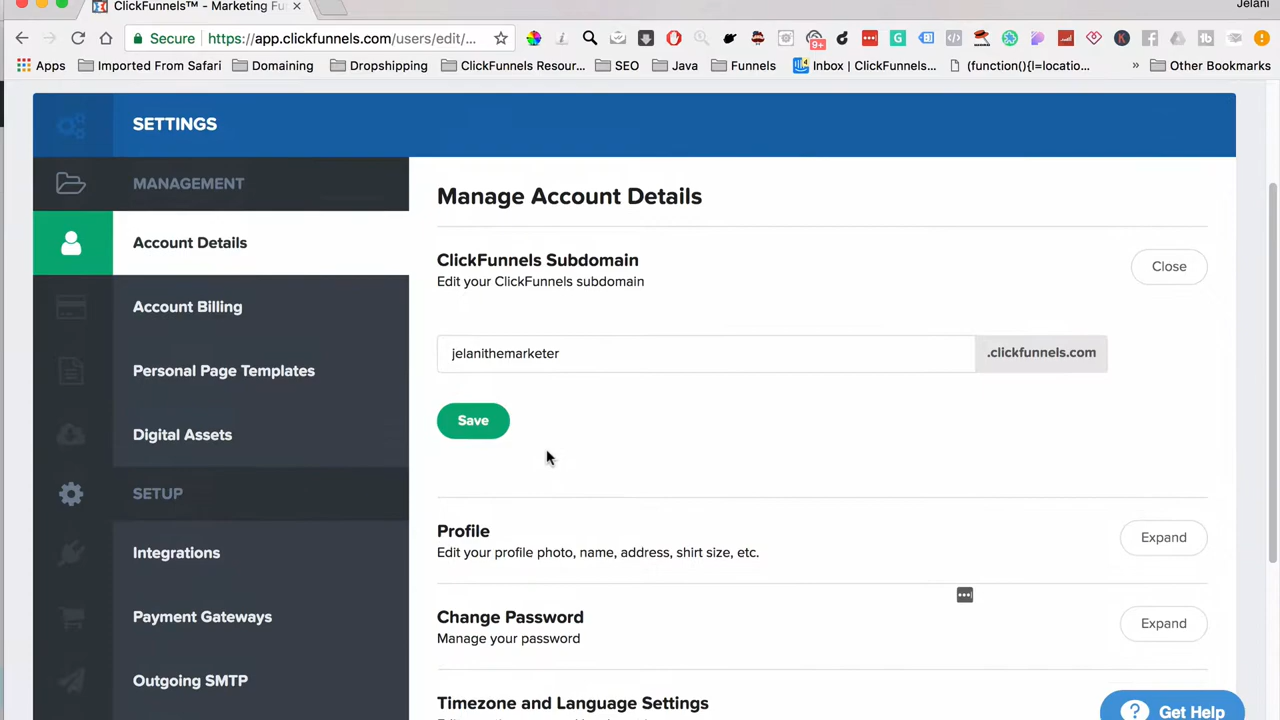 ClickFunnels™ - Marketing Fu
Jelani
Secure https://app.clickfunnels.com/users/edit/...
9+
Apps Imported From Safari Domaining Dropshipping ClickFunnels Resour... SEO Java Funnels Inbox | ClickFunnels... (function(){l=locatio... » Other Bookmarks
SETTINGS
MANAGEMENT
Account Details
Account Billing
Personal Page Templates
Digital Assets
SETUP
Integrations
Payment Gateways
Outgoing SMTP
Manage Account Details
ClickFunnels Subdomain
Edit your ClickFunnels subdomain
Close
jelanithemarketer .clickfunnels.com
Save
Profile
Edit your profile photo, name, address, shirt size, etc.
Expand
Change Password
Manage your password
Expand
Timezone and Language Settings
Get Help